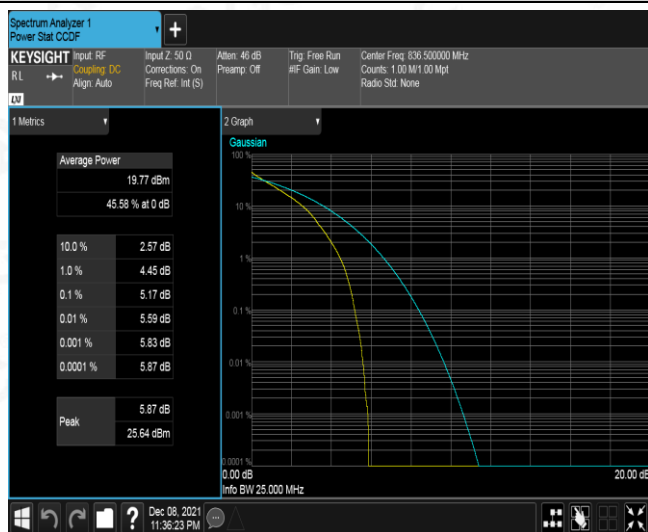 Spectrum Analyzer 1
Power Stat CCDF
+
KEYSIGHT
RL
Input: RF
Coupling: DC
Align: Auto
Input Z: 50 Ω
Corrections: On
Freq Ref: Int (S)
Atten: 46 dB
Preamp: Off
Trig: Free Run
#IF Gain: Low
Center Freq: 836.500000 MHz
Counts: 1.00 M/1.00 Mpt
Radio Std: None
1 Metrics
Average Power
19.77 dBm
45.58 % at 0 dB
10.0 % 2.57 dB
1.0 % 4.45 dB
0.1 % 5.17 dB
0.01 % 5.59 dB
0.001 % 5.83 dB
0.0001 % 5.87 dB
Peak
5.87 dB
25.64 dBm
2 Graph
Gaussian
100 %
10 %
1 %
0.1 %
0.01 %
0.001 %
0.0001 %
0.00 dB
20.00 dB
Info BW 25.000 MHz
?
Dec 08, 2021
11:36:23 PM